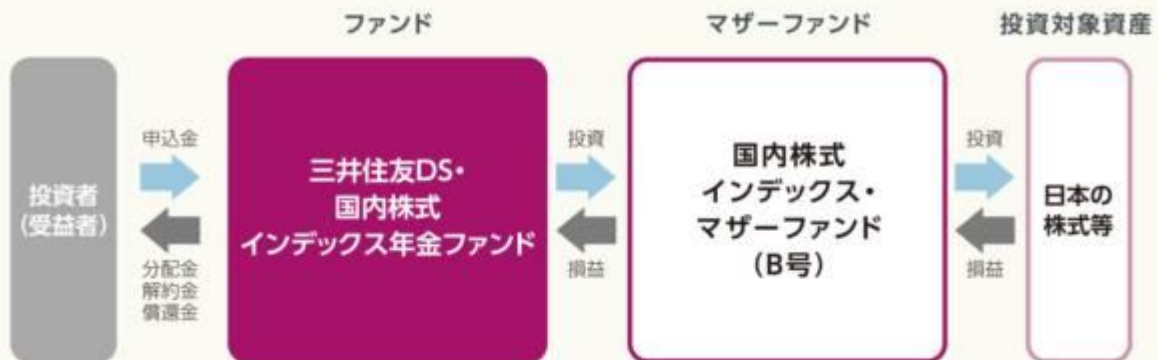 ファンド
マザーファンド
投資対象資産
投資者
(受益者)
申込金
分配金
解約金
償還金
三井住友DS・
国内株式
インデックス年金ファンド
投資
損益
国内株式
インデックス・
マザーファンド
(B号)
投資
損益
日本の
株式等